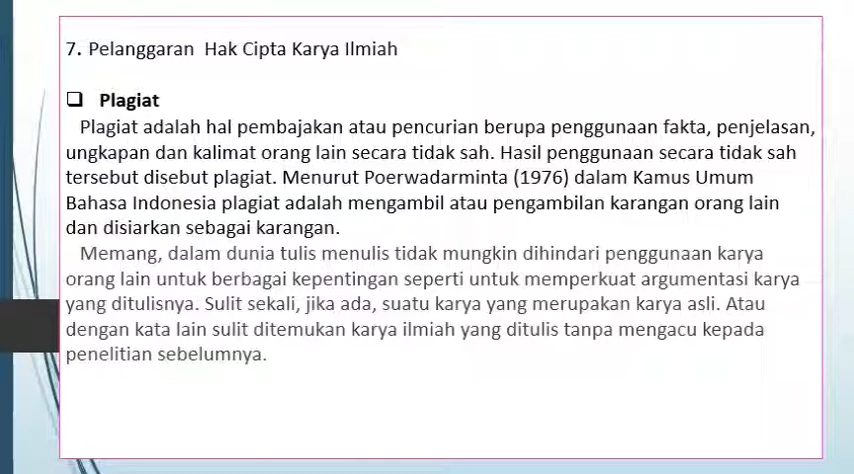 7. Pelanggaran Hak Cipta Karya Ilmiah
❑ Plagiat
Plagiat adalah hal pembajakan atau pencurian berupa penggunaan fakta, penjelasan,
ungkapan dan kalimat orang lain secara tidak sah. Hasil penggunaan secara tidak sah
tersebut disebut plagiat. Menurut Poerwadarminta (1976) dalam Kamus Umum
Bahasa Indonesia plagiat adalah mengambil atau pengambilan karangan orang lain
dan disiarkan sebagai karangan.
Memang, dalam dunia tulis menulis tidak mungkin dihindari penggunaan karya
orang lain untuk berbagai kepentingan seperti untuk memperkuat argumentasi karya
yang ditulisnya. Sulit sekali, jika ada, suatu karya yang merupakan karya asli. Atau
dengan kata lain sulit ditemukan karya ilmiah yang ditulis tanpa mengacu kepada
penelitian sebelumnya.